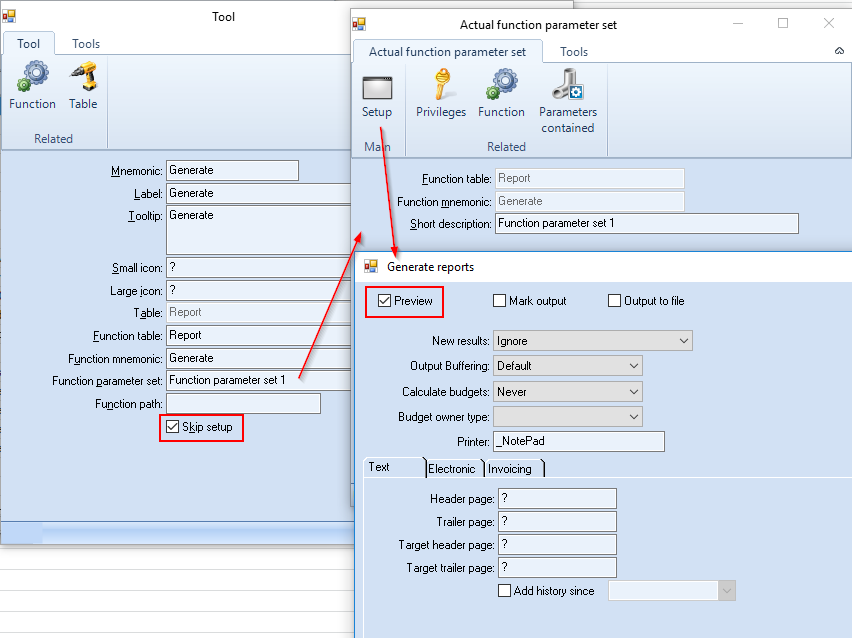 Tool
Tool Tools
Function Table
Related
Mnemonic: Generate
Label: Generate
Tooltip: Generate
Small icon: ?
Large icon: ?
Table: Report
Function table: Report
Function mnemonic: Generate
Function parameter set: Function parameter set 1
Function path:
Skip setup
Actual function parameter set
Actual function parameter set Tools
Setup Privileges Function Parameters contained
Main Related
Function table: Report
Function mnemonic: Generate
Short description: Function parameter set 1
Generate reports
Preview Mark output Output to file
New results: Ignore
Output Buffering: Default
Calculate budgets: Never
Budget owner type:
Printer: _NotePad
Text Electronic Invoicing
Header page: ?
Trailer page: ?
Target header page: ?
Target trailer page: ?
Add history since